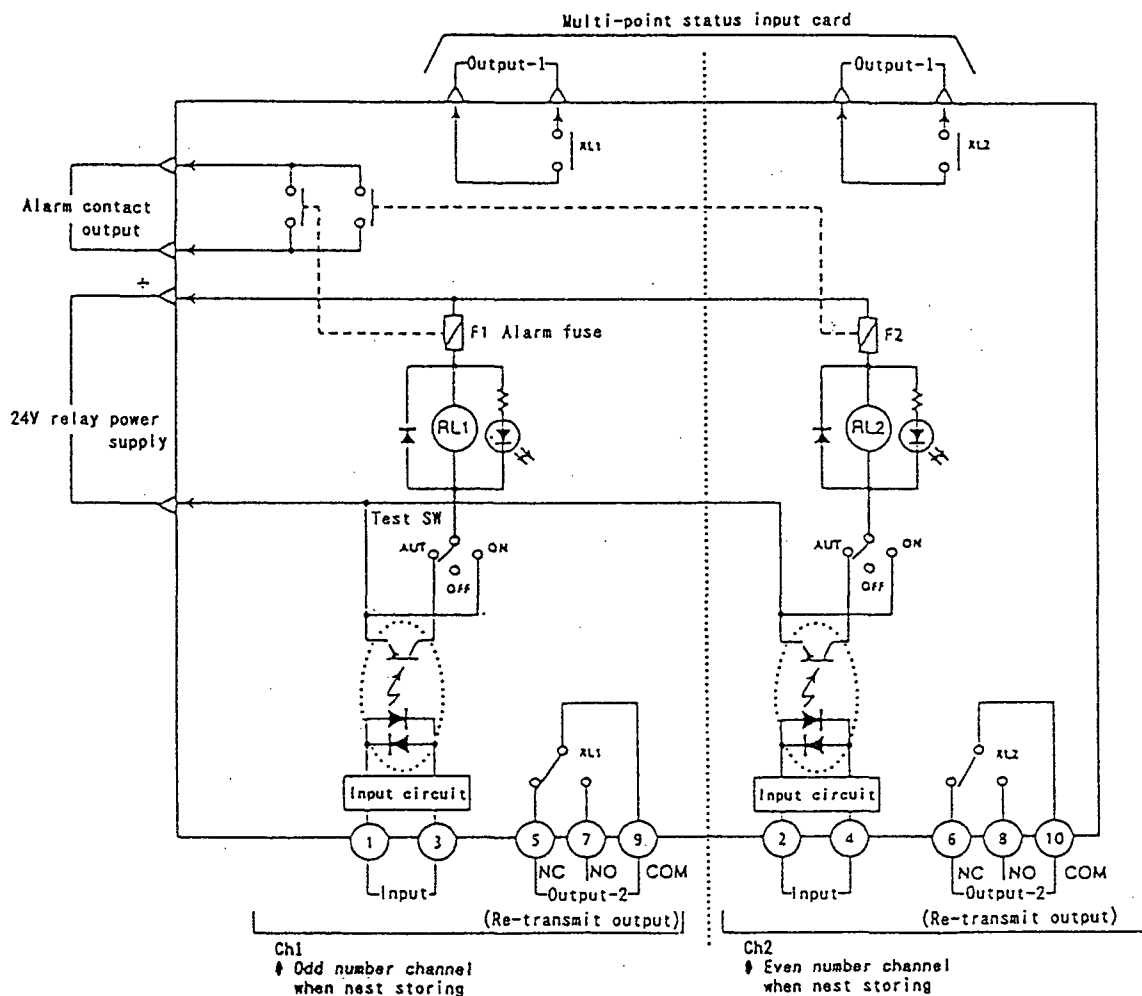 Multi-point status input card
Output-1
Output-1
RL1
RL2
Alarm contact
output
+
F1 Alarm fuse
F2
24V relay power
supply
RL1
RL2
Test SW
AUT
ON
OFF
AUT
ON
OFF
RL1
RL2
Input circuit
Input circuit
1
3
5
7
9
2
4
6
8
10
NC
NO
COM
NC
NO
COM
Input
Output-2
Input
Output-2
(Re-transmit output)
(Re-transmit output)
Ch1
Odd number channel
when nest storing
Ch2
Even number channel
when nest storing